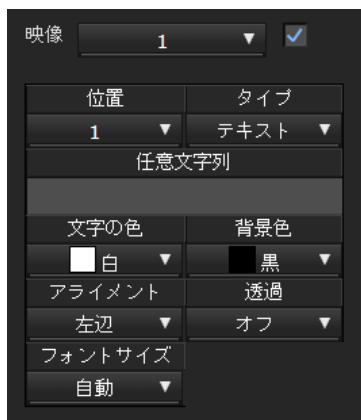 映像 1
位置 タイプ
1 テキスト
任意文字列
文字の色 背景色
白 黒
アライメント 透過
左辺 オフ
フォントサイズ
自動